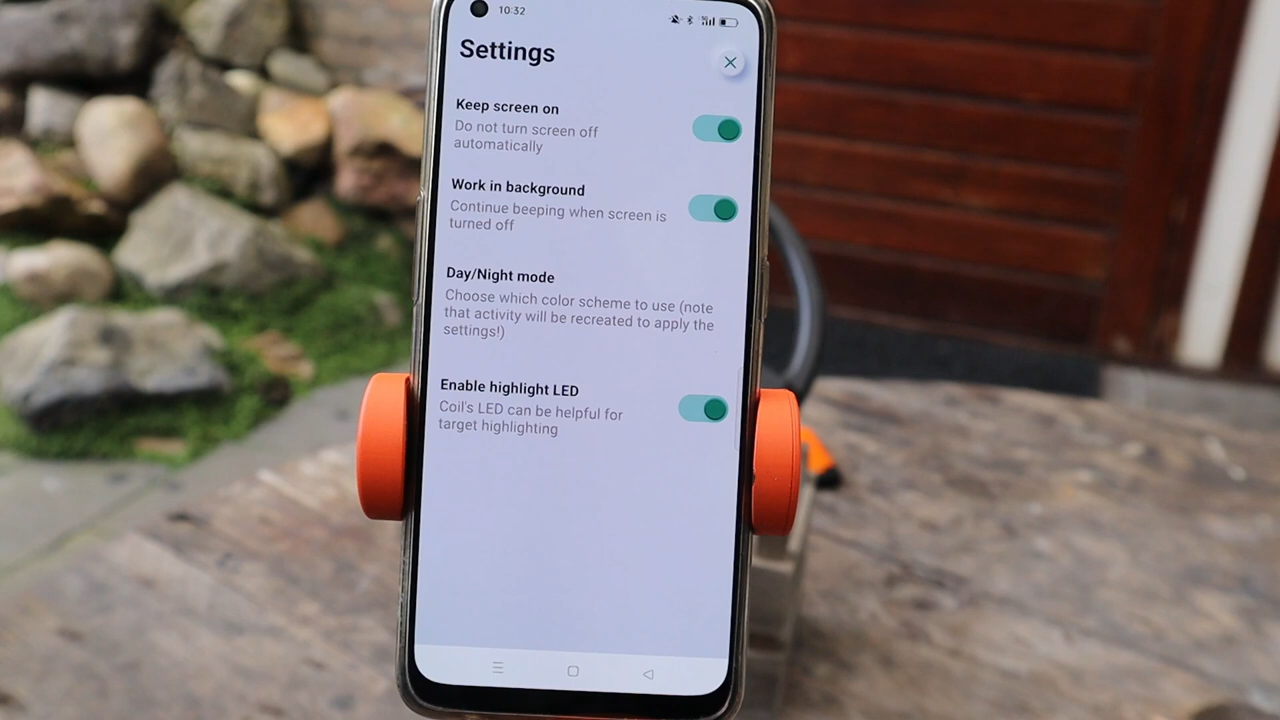 10:32
Settings
Keep screen on
Do not turn screen off
automatically
Work in background
Continue beeping when screen is
turned off
Day/Night mode
Choose which color scheme to use (note
that activity will be recreated to apply the
settings!)
Enable highlight LED
Coil's LED can be helpful for
target highlighting